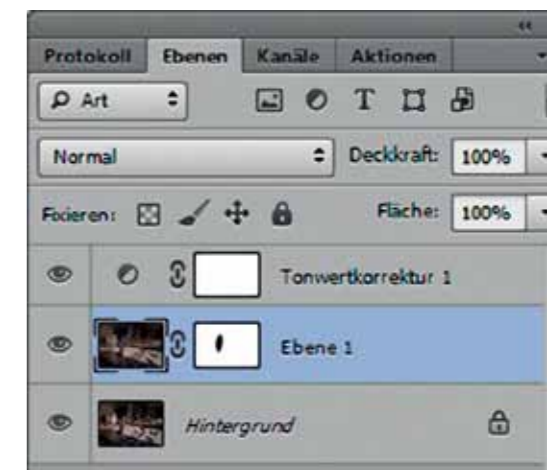 Protokoll Ebenen Kanäle Aktionen
Art T
Normal Deckkraft: 100%
Fixieren: Fläche: 100%
Tonwertkorrektur 1
Ebene 1
Hintergrund